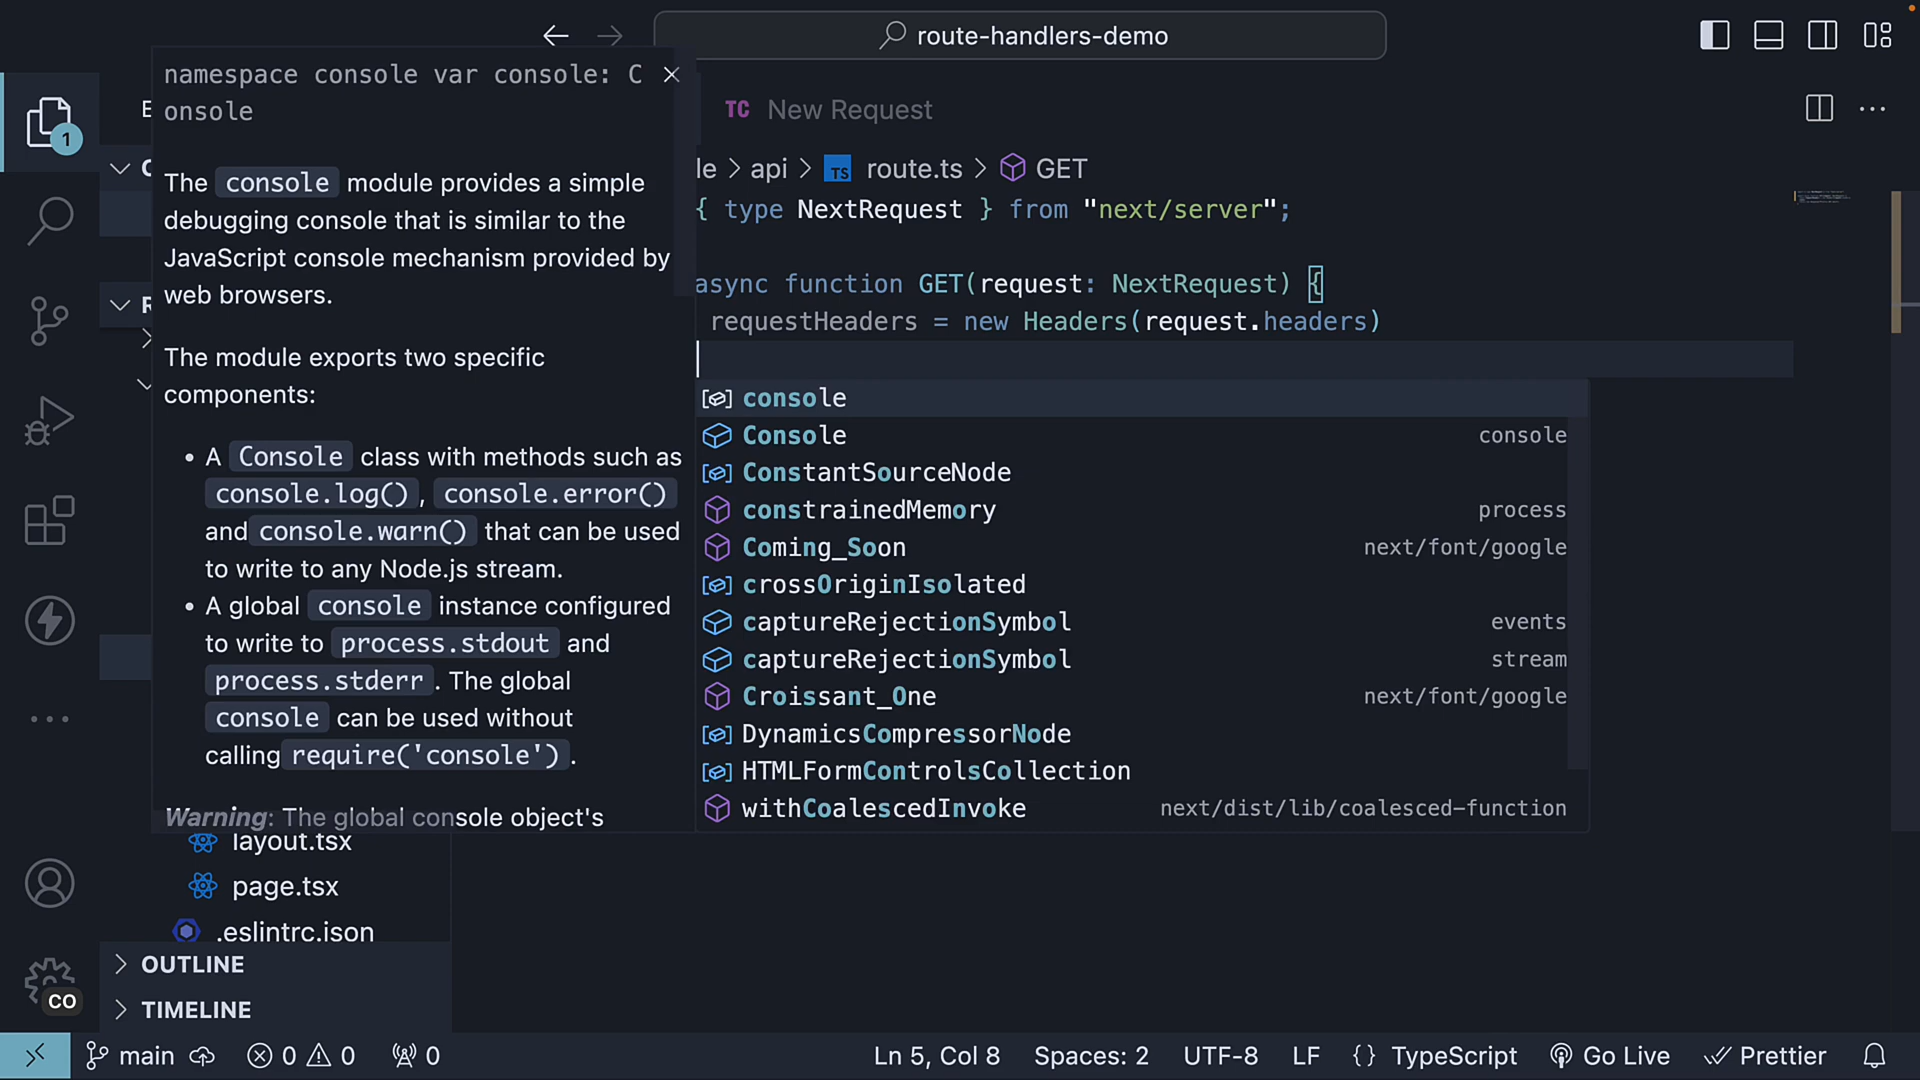 route-handlers-demo
namespace console var console: C
onsole
The console module provides a simple
debugging console that is similar to the
JavaScript console mechanism provided by
web browsers.
The module exports two specific
components:
• A Console class with methods such as
console.log(), console.error()
and console.warn() that can be used
to write to any Node.js stream.
• A global console instance configured
to write to process.stdout and
process.stderr. The global
console can be used without
calling require('console').
Warning: The global console object's
1
TC New Request
le > api > TS route.ts > GET
{ type NextRequest } from "next/server";
async function GET(request: NextRequest) {
requestHeaders = new Headers(request.headers)
console
Console console
ConstantSourceNode
constrainedMemory process
Coming_Soon next/font/google
crossOriginIsolated
captureRejectionSymbol events
captureRejectionSymbol stream
Croissant_One next/font/google
DynamicsCompressorNode
HTMLFormControlsCollection
withCoalescedInvoke next/dist/lib/coalesced-function
layout.tsx
page.tsx
.eslintrc.json
OUTLINE
TIMELINE
CO
main 0 0 0 Ln 5, Col 8 Spaces: 2 UTF-8 LF {} TypeScript Go Live Prettier